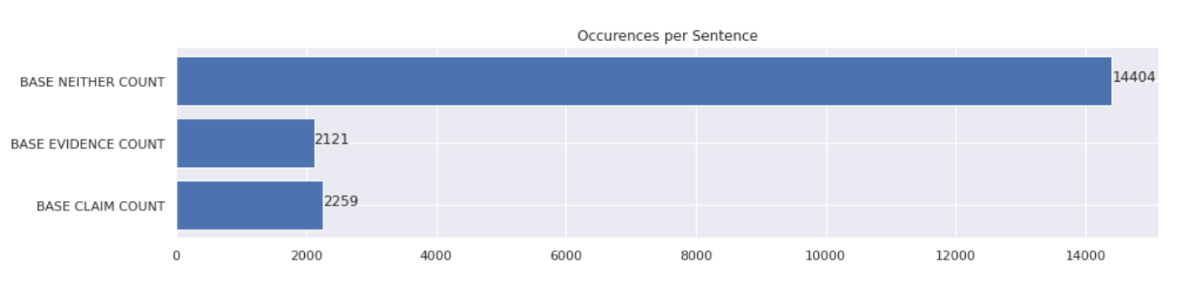 Occurences per Sentence
BASE NEITHER COUNT
14404
BASE EVIDENCE COUNT
2121
BASE CLAIM COUNT
2259
0 2000 4000 6000 8000 10000 12000 14000